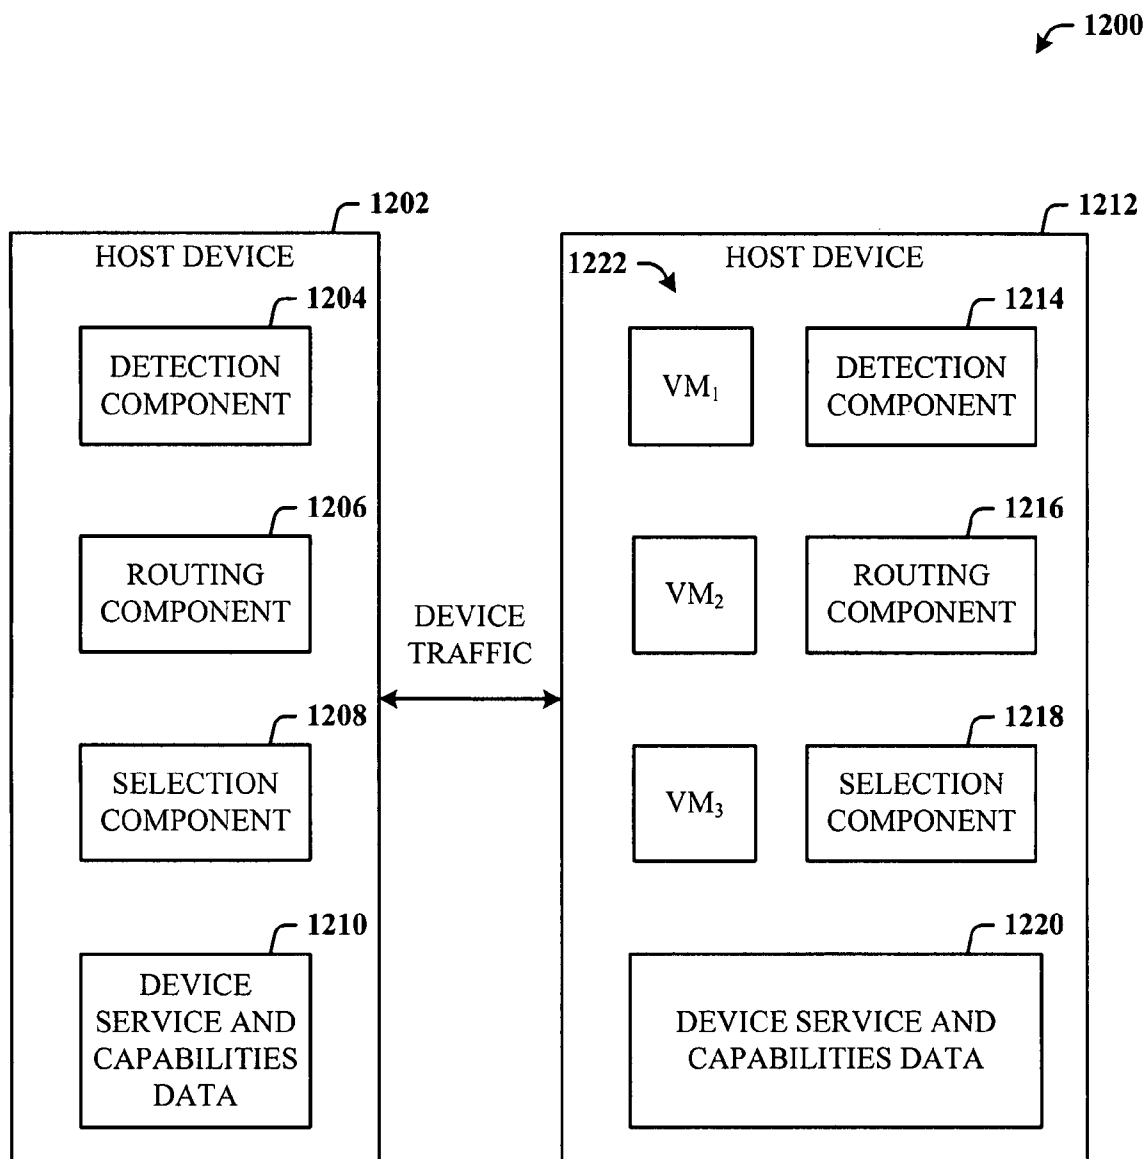 1200
1202
HOST DEVICE
1204
DETECTION
COMPONENT
1206
ROUTING
COMPONENT
1208
SELECTION
COMPONENT
1210
DEVICE
SERVICE AND
CAPABILITIES
DATA
DEVICE
TRAFFIC
1212
HOST DEVICE
1222
VM₁
1214
DETECTION
COMPONENT
VM₂
1216
ROUTING
COMPONENT
VM₃
1218
SELECTION
COMPONENT
1220
DEVICE SERVICE AND
CAPABILITIES DATA